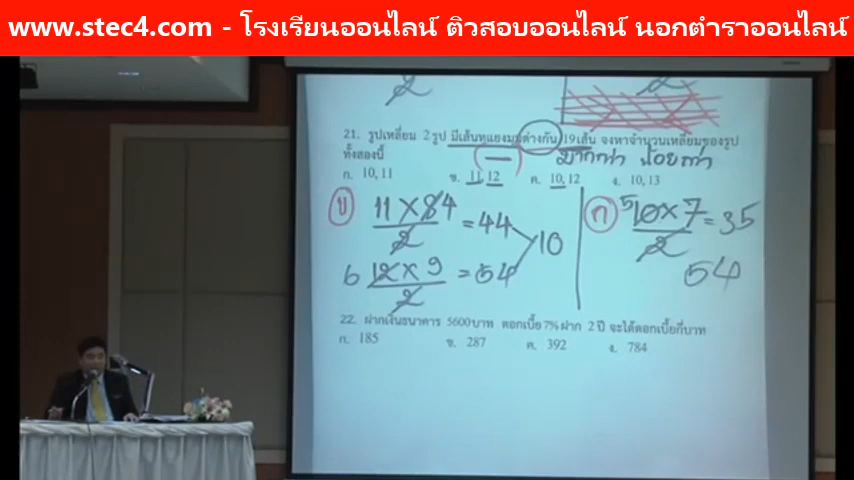 www.stec4.com - โรงเรียนออนไลน์ ติวสอบออนไลน์ นอกตำราออนไลน์
2
21. รูปเหลี่ยม 2 รูป มีเส้นทแยงมุมต่างกัน 19 เส้น จงหาจำนวนเหลี่ยมของรูป
ทั้งสองนี้
มากกว่า น้อยกว่า
ก. 10, 11 ข. 11, 12 ค. 10, 12 ง. 10, 13
ข 11 × 8 4 = 44 10
2
6 12 × 9 = 54
2
ค 5 10 × 7 = 35
2
54
22. ฝากเงินธนาคาร 5600 บาท ดอกเบี้ย 7% ฝาก 2 ปี จะได้ดอกเบี้ยกี่บาท
ก. 185 ข. 287 ค. 392 ง. 784